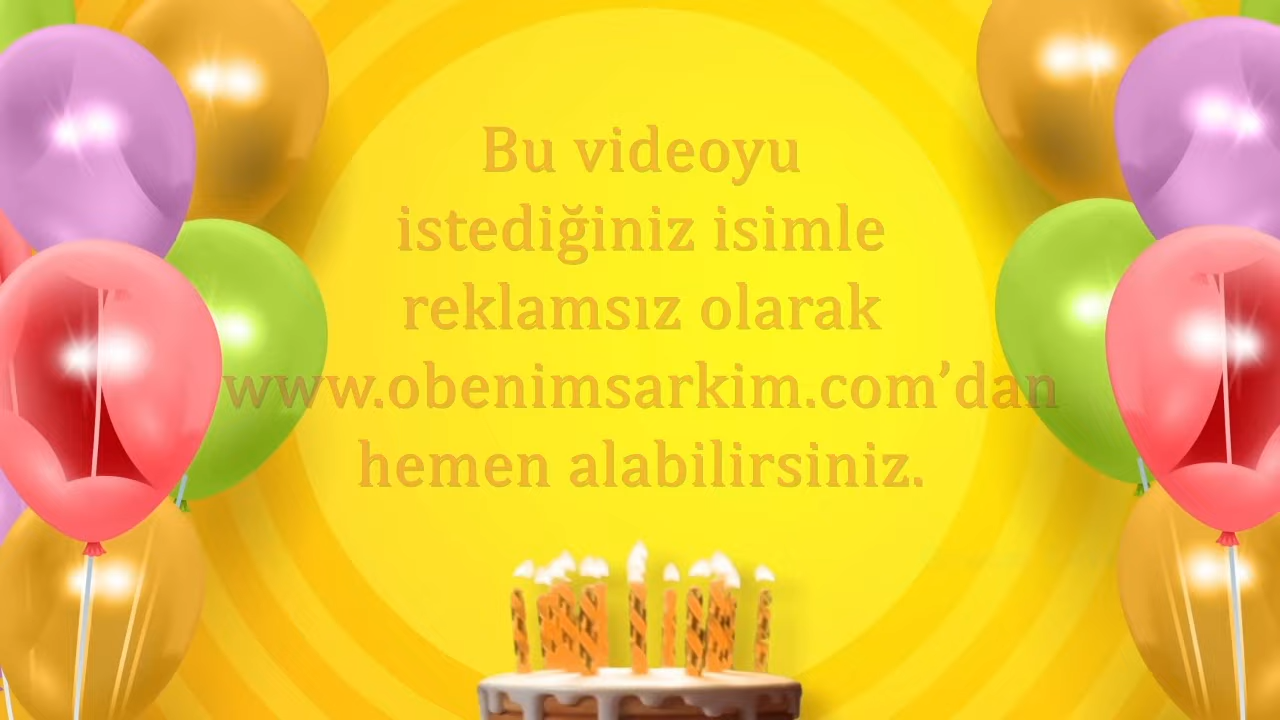 Bu videoyu
istediğiniz isimle
reklamsız olarak
www.obenimsarkim.com’dan
hemen alabilirsiniz.